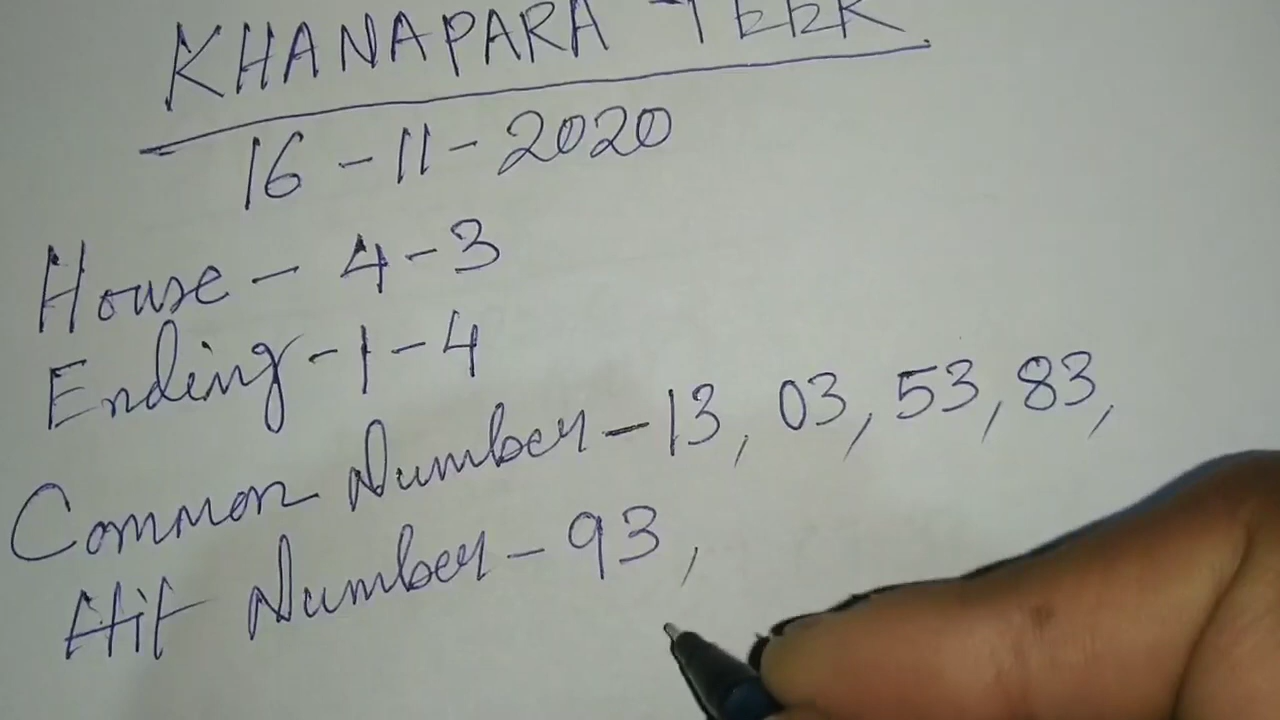 KHANAPARA TEER
16-11-2020
House - 4-3
Ending - 1-4
Common Number - 13, 03, 53, 83,
Hit Number - 93,